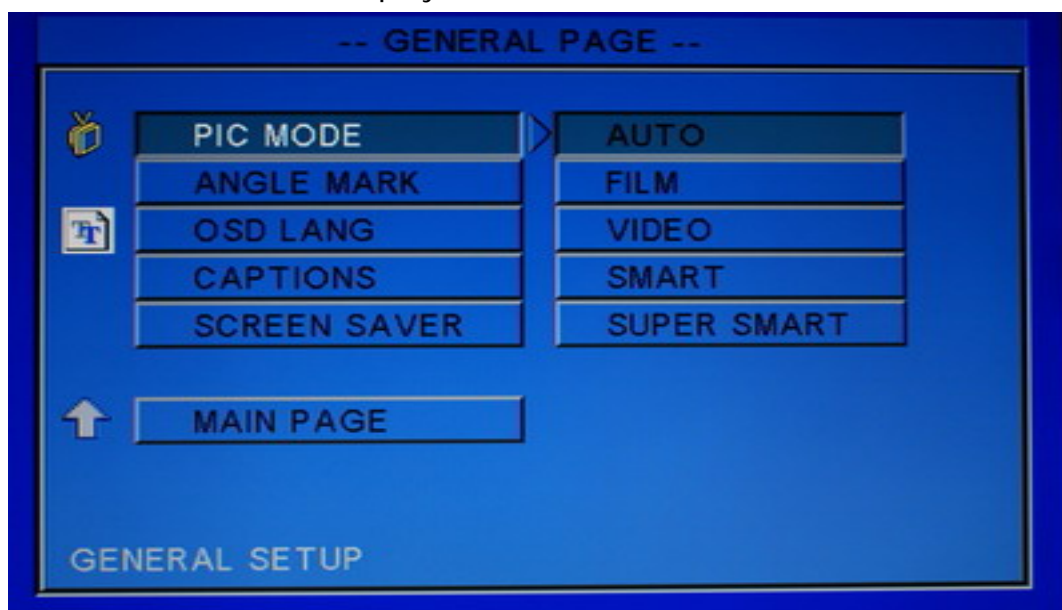 -- GENERAL PAGE --
PIC MODE AUTO
ANGLE MARK FILM
TT OSD LANG VIDEO
CAPTIONS SMART
SCREEN SAVER SUPER SMART
MAIN PAGE
GENERAL SETUP